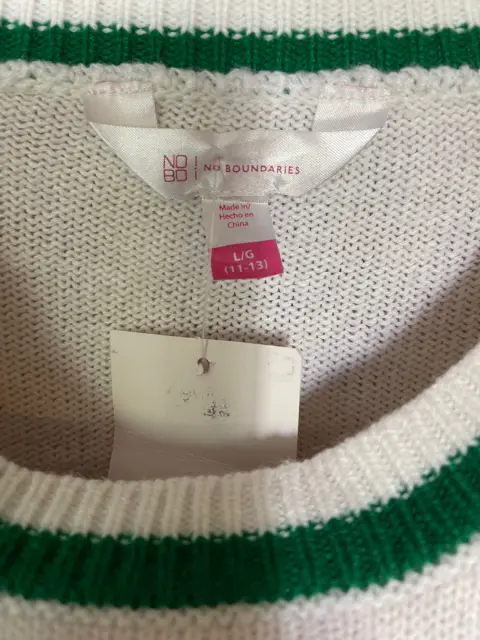 NO
BO
NO BOUNDARIES
Made in/
Hecho en
China
L/G
(11-13)